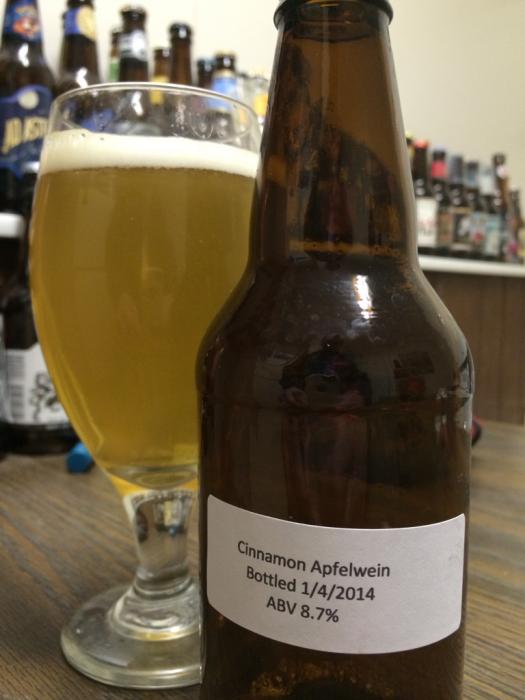 Cinnamon Apfelwein
Bottled 1/4/2014
ABV 8.7%